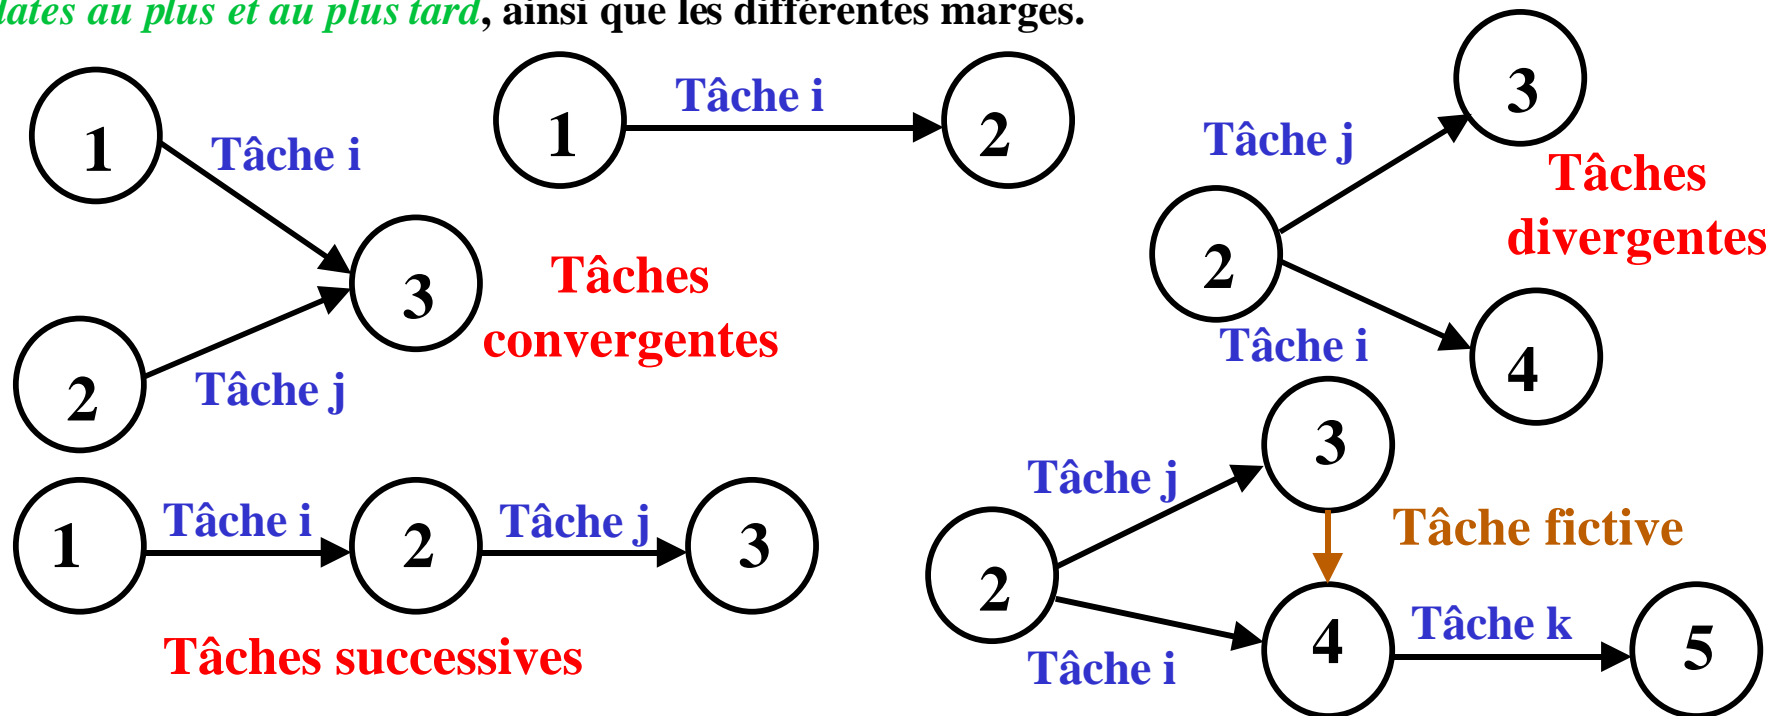 dates au plus et au plus tard, ainsi que les différentes marges.
1
Tâche i
3
2
Tâche j
Tâches
convergentes
1
Tâche i
2
Tâche j
3
2
Tâche i
4
Tâches
divergentes
1
Tâche i
2
Tâche j
3
Tâches successives
2
Tâche j
3
Tâche fictive
Tâche i
4
Tâche k
5